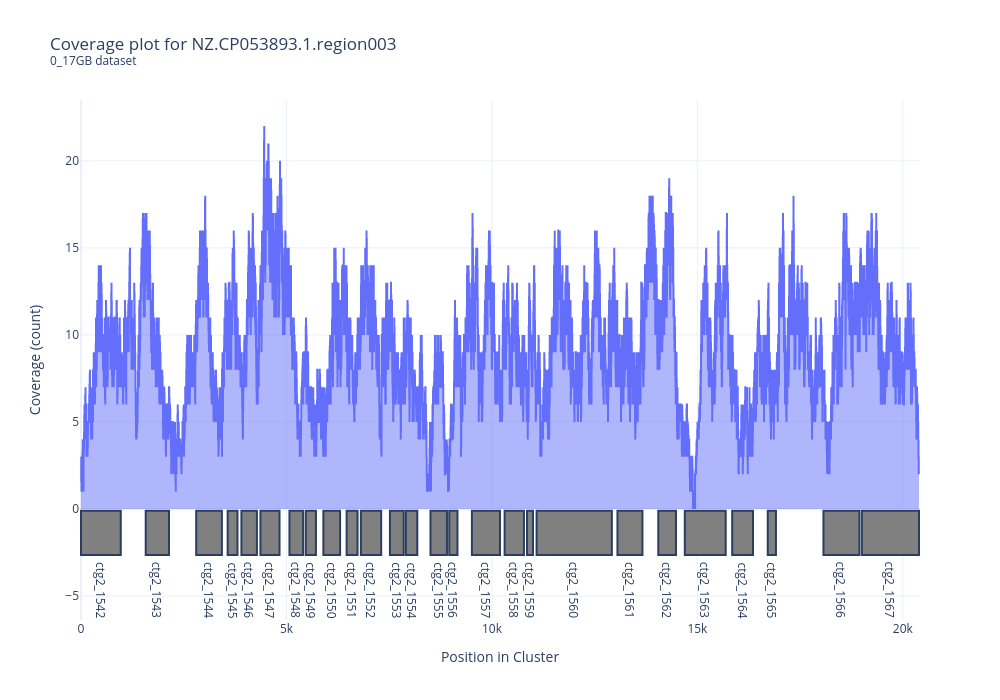 Coverage plot for NZ.CP053893.1.region003
0_17GB dataset
Coverage (count)
20
15
10
5
0
−5
ctg2_1542
ctg2_1543
ctg2_1544
ctg2_1545
ctg2_1546
ctg2_1547
ctg2_1548
ctg2_1549
ctg2_1550
ctg2_1551
ctg2_1552
ctg2_1553
ctg2_1554
ctg2_1555
ctg2_1556
ctg2_1557
ctg2_1558
ctg2_1559
ctg2_1560
ctg2_1561
ctg2_1562
ctg2_1563
ctg2_1564
ctg2_1565
ctg2_1566
ctg2_1567
0
5k
10k
15k
20k
Position in Cluster